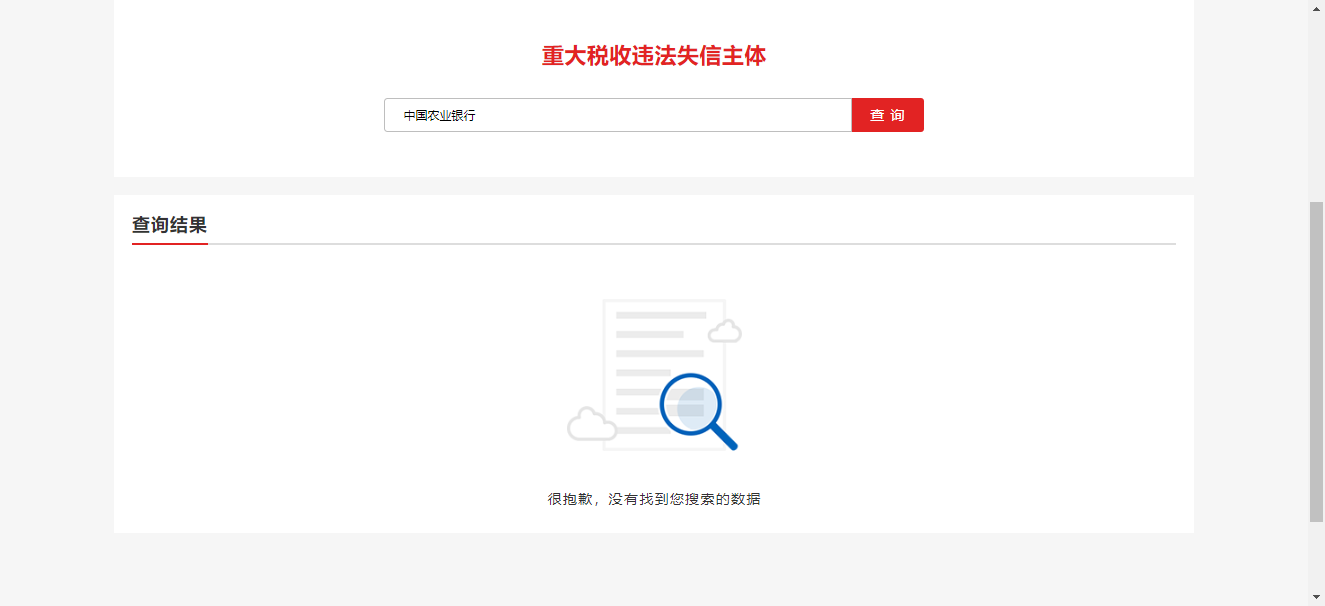 重大税收违法失信主体
中国农业银行
查 询
查询结果
很抱歉，没有找到您搜索的数据